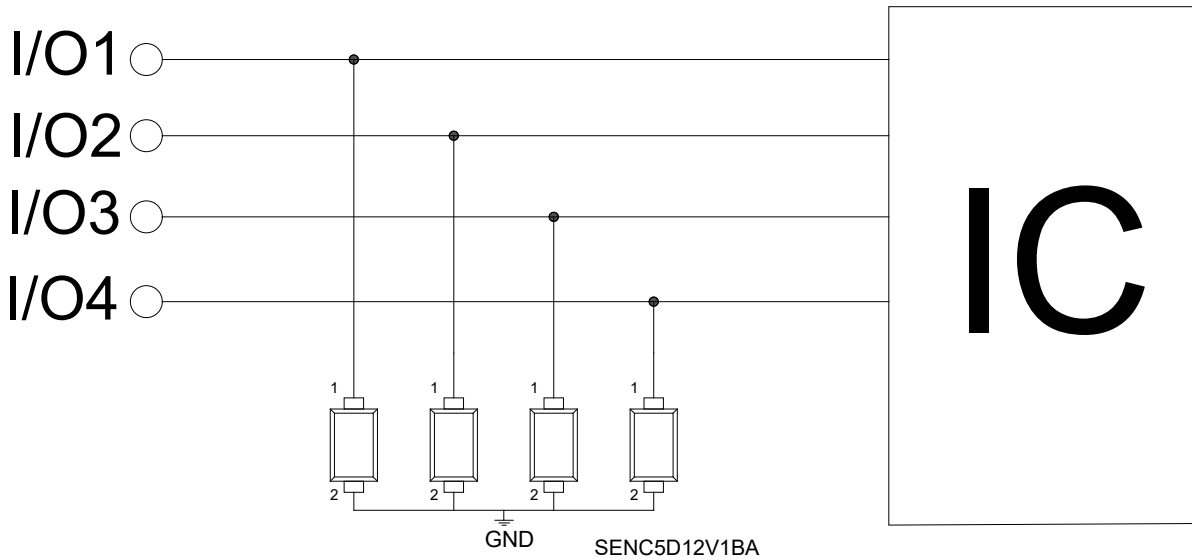 I/O1
I/O2
IC
I/O3
I/O4
1 1 1 1
2 2 2 2
GND
SENC5D12V1BA